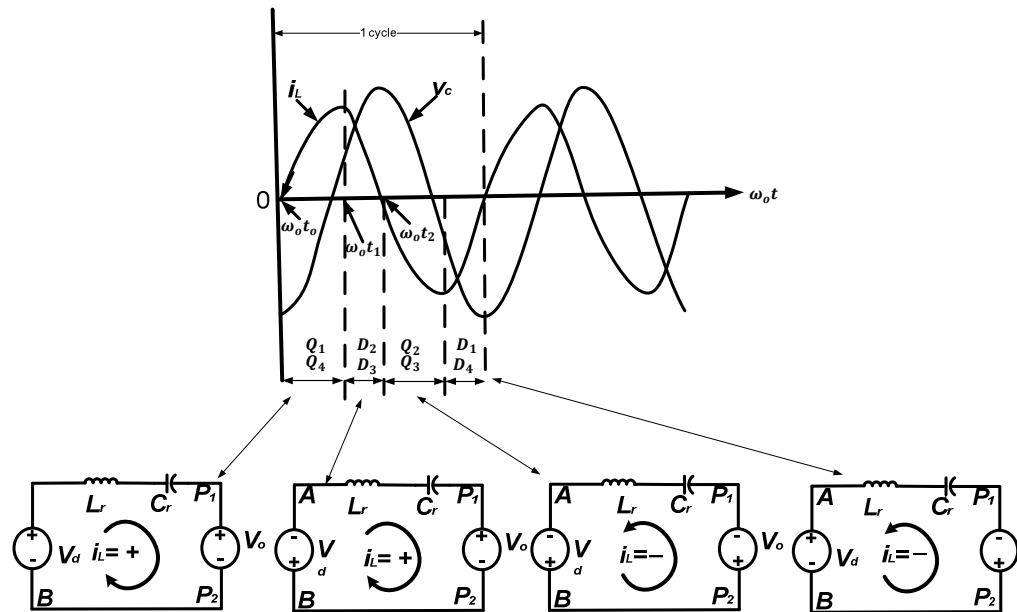 1 cycle
i_L
V_c
0
ω_o t
ω_o t_o
ω_o t_1
ω_o t_2
Q_1 D_2 Q_2 D_1
Q_4 D_3 Q_3 D_4
L_r C_r P_1
+ - V_d i_L= + + - V_o
B P_2
A L_r C_r P_1
- + V_d i_L= + + - V_o
B P_2
A L_r C_r P_1
- + V_d i_L= − - + V_o
B P_2
A L_r C_r P_1
+ - V_d i_L= − - +
B P_2